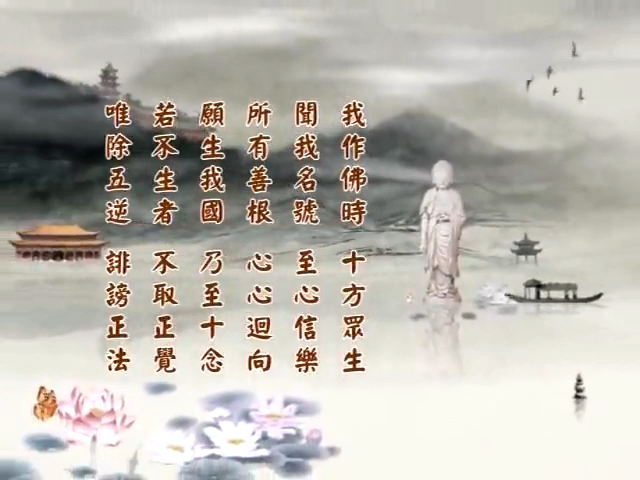 我作佛時 十方眾生
聞我名號 至心信樂
所有善根 心心迴向
願生我國 乃至十念
若不生者 不取正覺
唯除五逆 誹謗正法